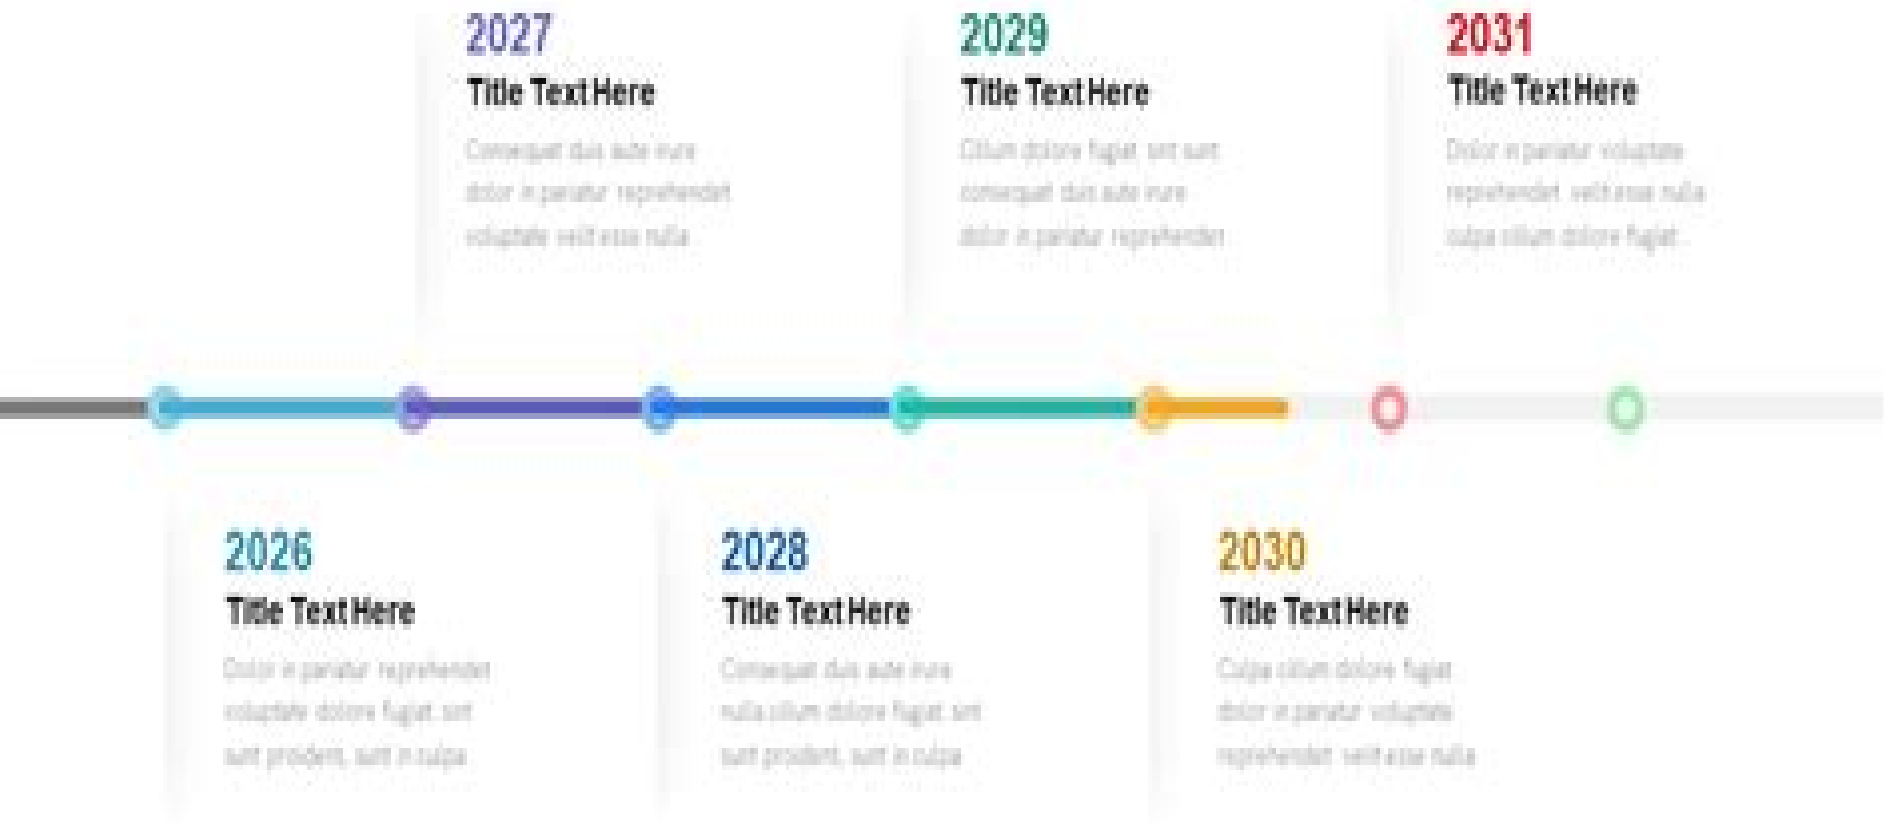 2027
Title Text Here
Consequat duis aute irure
dolor in pariatur reprehenderit
voluptate velit esse nulla
2029
Title Text Here
Cillum dolore fugiat sint sunt
consequat duis aute irure
dolor in pariatur reprehenderit
2031
Title Text Here
Dolor in pariatur voluptate
reprehenderit velit esse nulla
culpa cillum dolore fugiat
2026
Title Text Here
Dolor in pariatur reprehenderit
voluptate dolore fugiat sint
sunt proident, sunt in culpa
2028
Title Text Here
Consequat duis aute irure
nulla cillum dolore fugiat sint
sunt proident, sunt in culpa
2030
Title Text Here
Culpa cillum dolore fugiat
dolor in pariatur voluptate
reprehenderit velit esse nulla